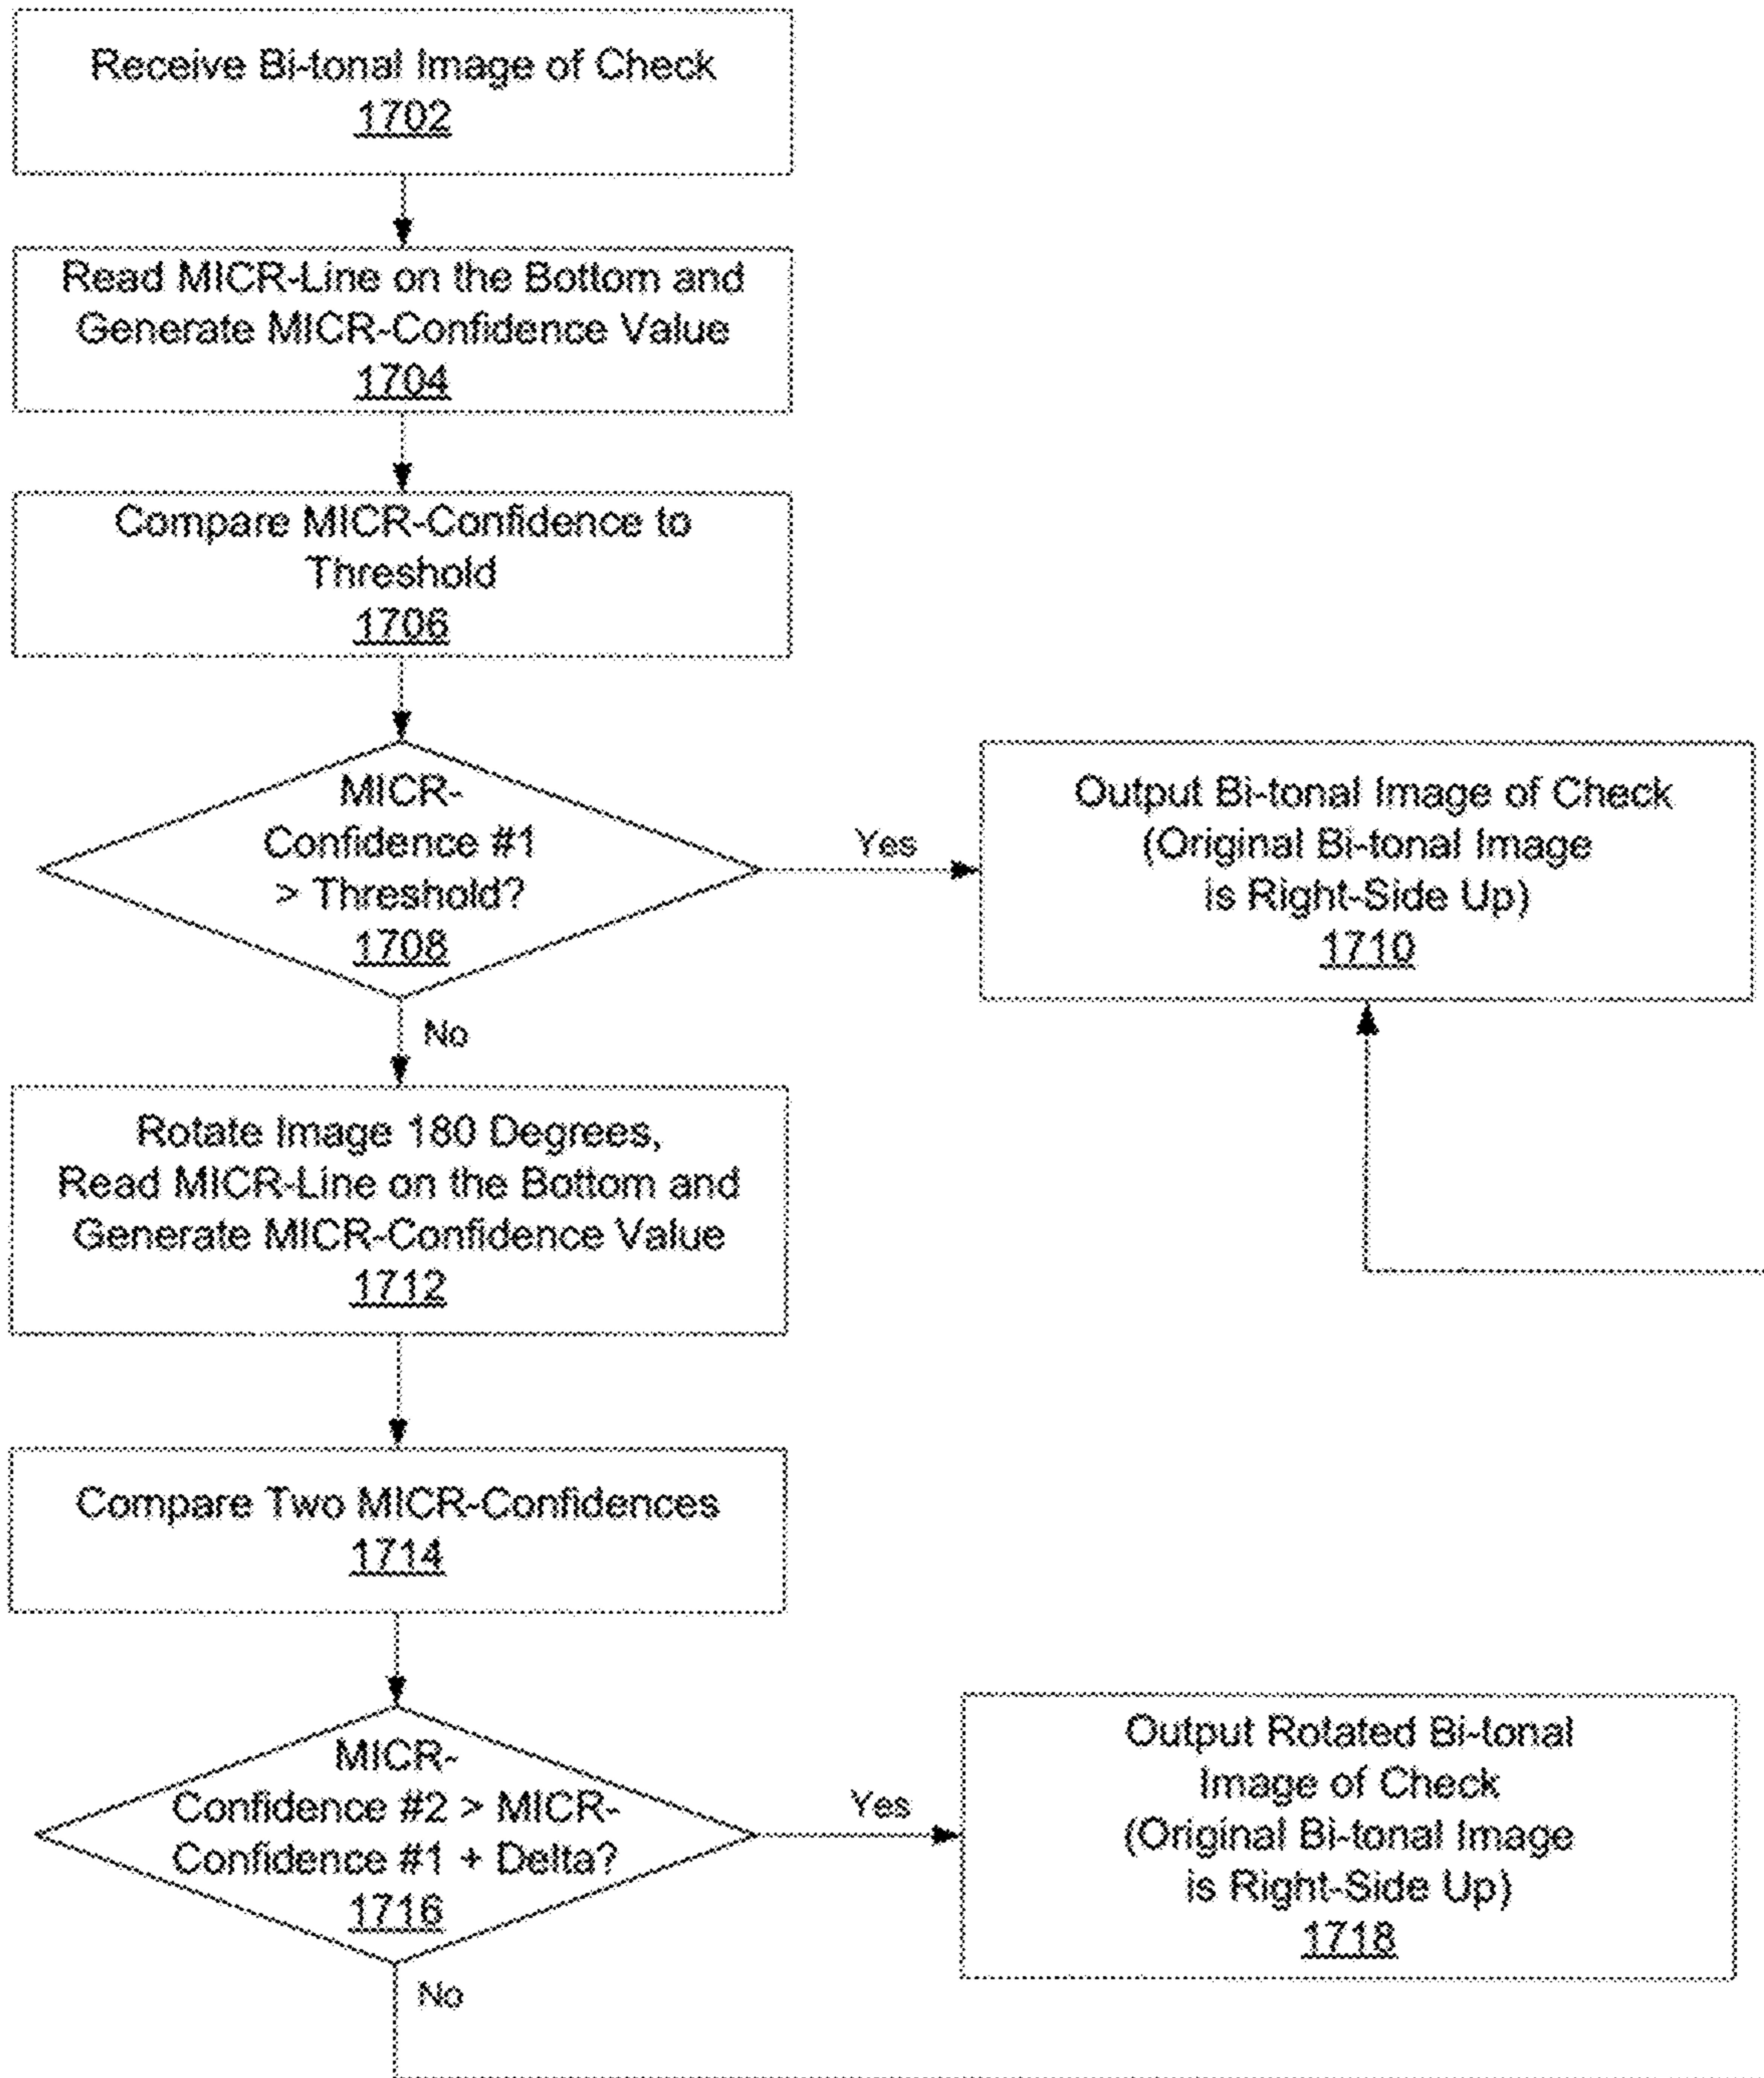 Receive Bi-tonal Image of Check
1702
Read MICR-Line on the Bottom and
Generate MICR-Confidence Value
1704
Compare MICR-Confidence to
Threshold
1706
MICR-
Confidence #1
> Threshold?
1708
Yes
Output Bi-tonal Image of Check
(Original Bi-tonal Image
is Right-Side Up)
1710
No
Rotate Image 180 Degrees,
Read MICR-Line on the Bottom and
Generate MICR-Confidence Value
1712
Compare Two MICR-Confidences
1714
MICR-
Confidence #2 > MICR-
Confidence #1 + Delta?
1716
Yes
Output Rotated Bi-tonal
Image of Check
(Original Bi-tonal Image
is Right-Side Up)
1718
No